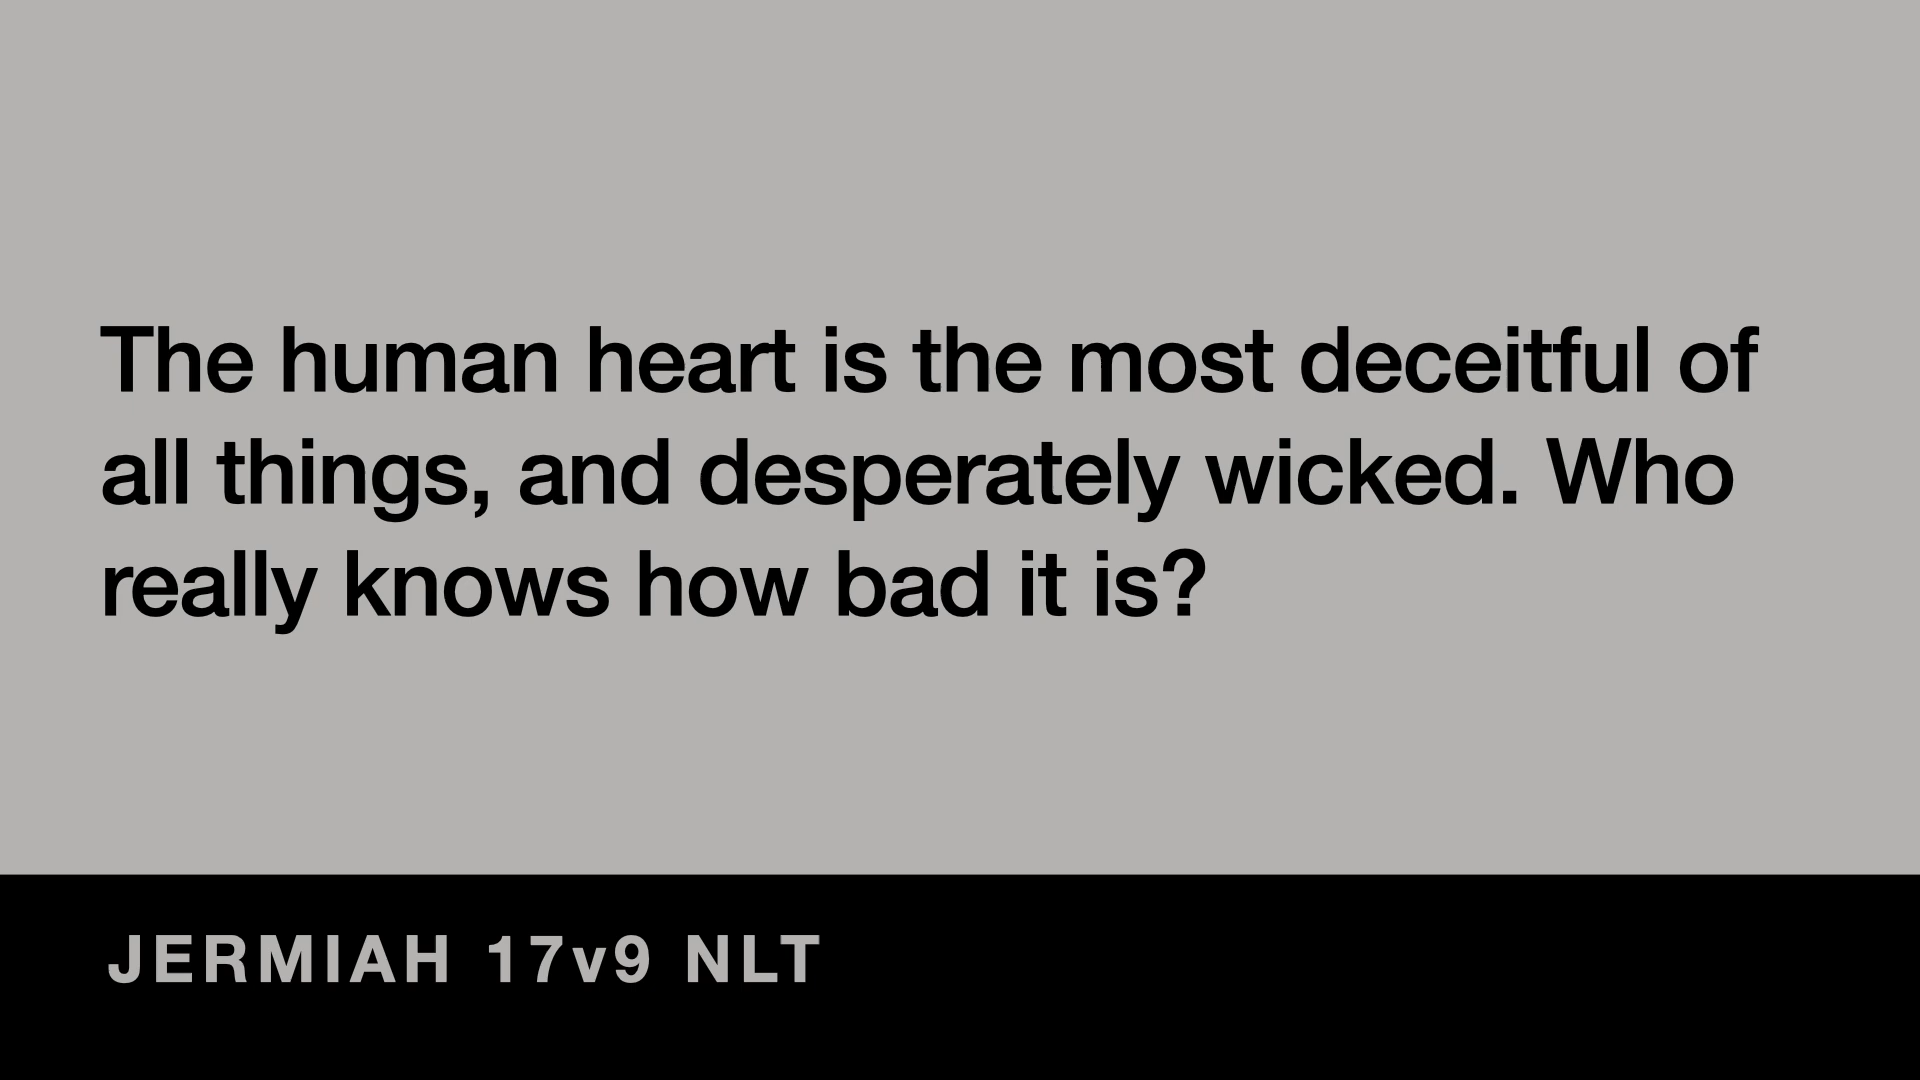 The human heart is the most deceitful of
all things, and desperately wicked. Who
really knows how bad it is?
JERMIAH 17v9 NLT